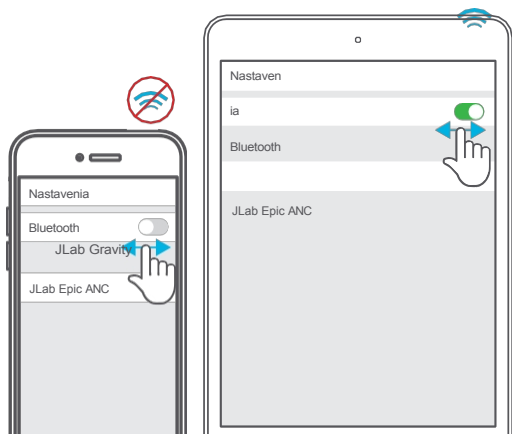 Nastavenia
Bluetooth
JLab Gravity
JLab Epic ANC
Nastaven
ia
Bluetooth
JLab Epic ANC